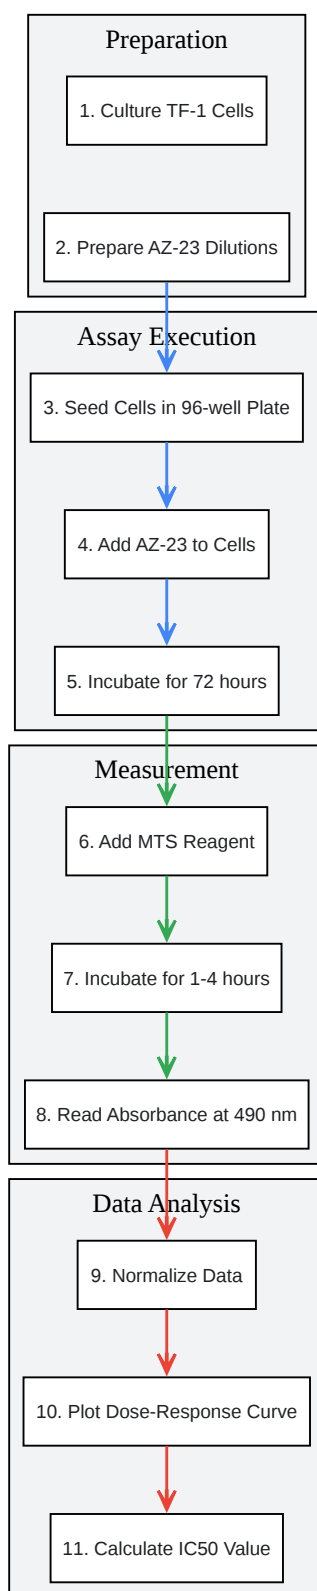 Preparation
1. Culture TF-1 Cells
2. Prepare AZ-23 Dilutions
Assay Execution
3. Seed Cells in 96-well Plate
4. Add AZ-23 to Cells
5. Incubate for 72 hours
Measurement
6. Add MTS Reagent
7. Incubate for 1-4 hours
8. Read Absorbance at 490 nm
Data Analysis
9. Normalize Data
10. Plot Dose-Response Curve
11. Calculate IC50 Value